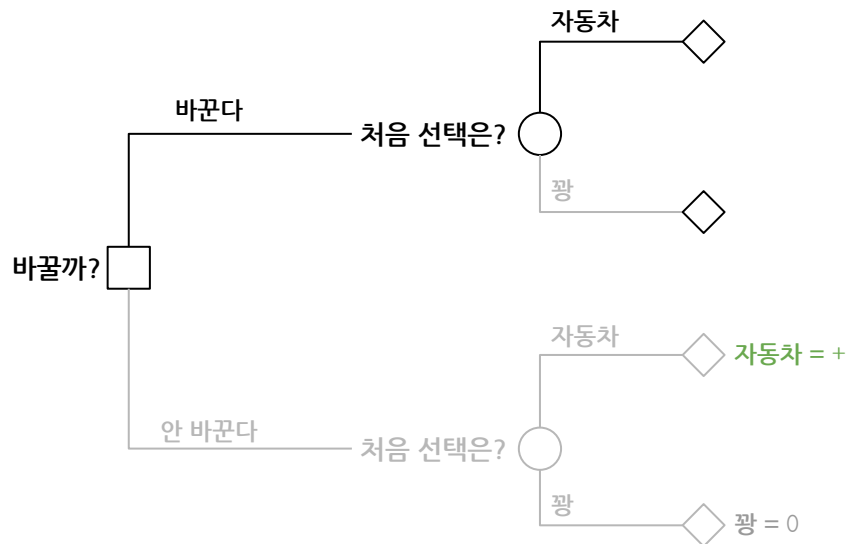 자동차
바꾼다
처음 선택은?
꽝
바꿀까?
자동차
자동차 = +
안 바꾼다
처음 선택은?
꽝
꽝 = 0